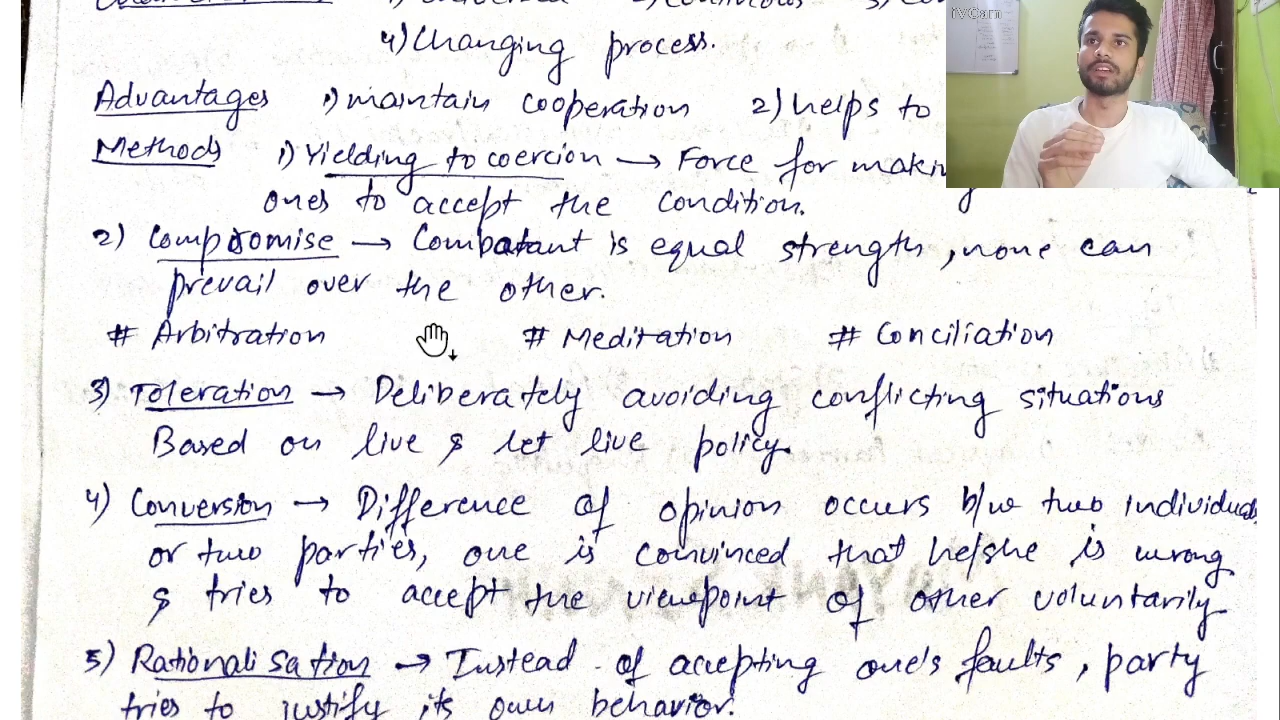 4) Changing process.
iVCam
Advantages 1) maintain cooperation 2) helps to
Methods 1) Yielding to coercion → Force for makin
ones to accept the condition.
2) Compromise → Combatant is equal strength, none can
prevail over the other.
# Arbitration # Meditation # Conciliation
3) Toleration → Deliberately avoiding conflicting situations
Based on live & let live policy.
4) Conversion → Difference of opinion occurs b/w two individuals
or two parties, one is convinced that he/she is wrong
& tries to accept the viewpoint of other voluntarily
5) Rationalisation → Instead of accepting one's faults, party
tries to justify its own behavior.